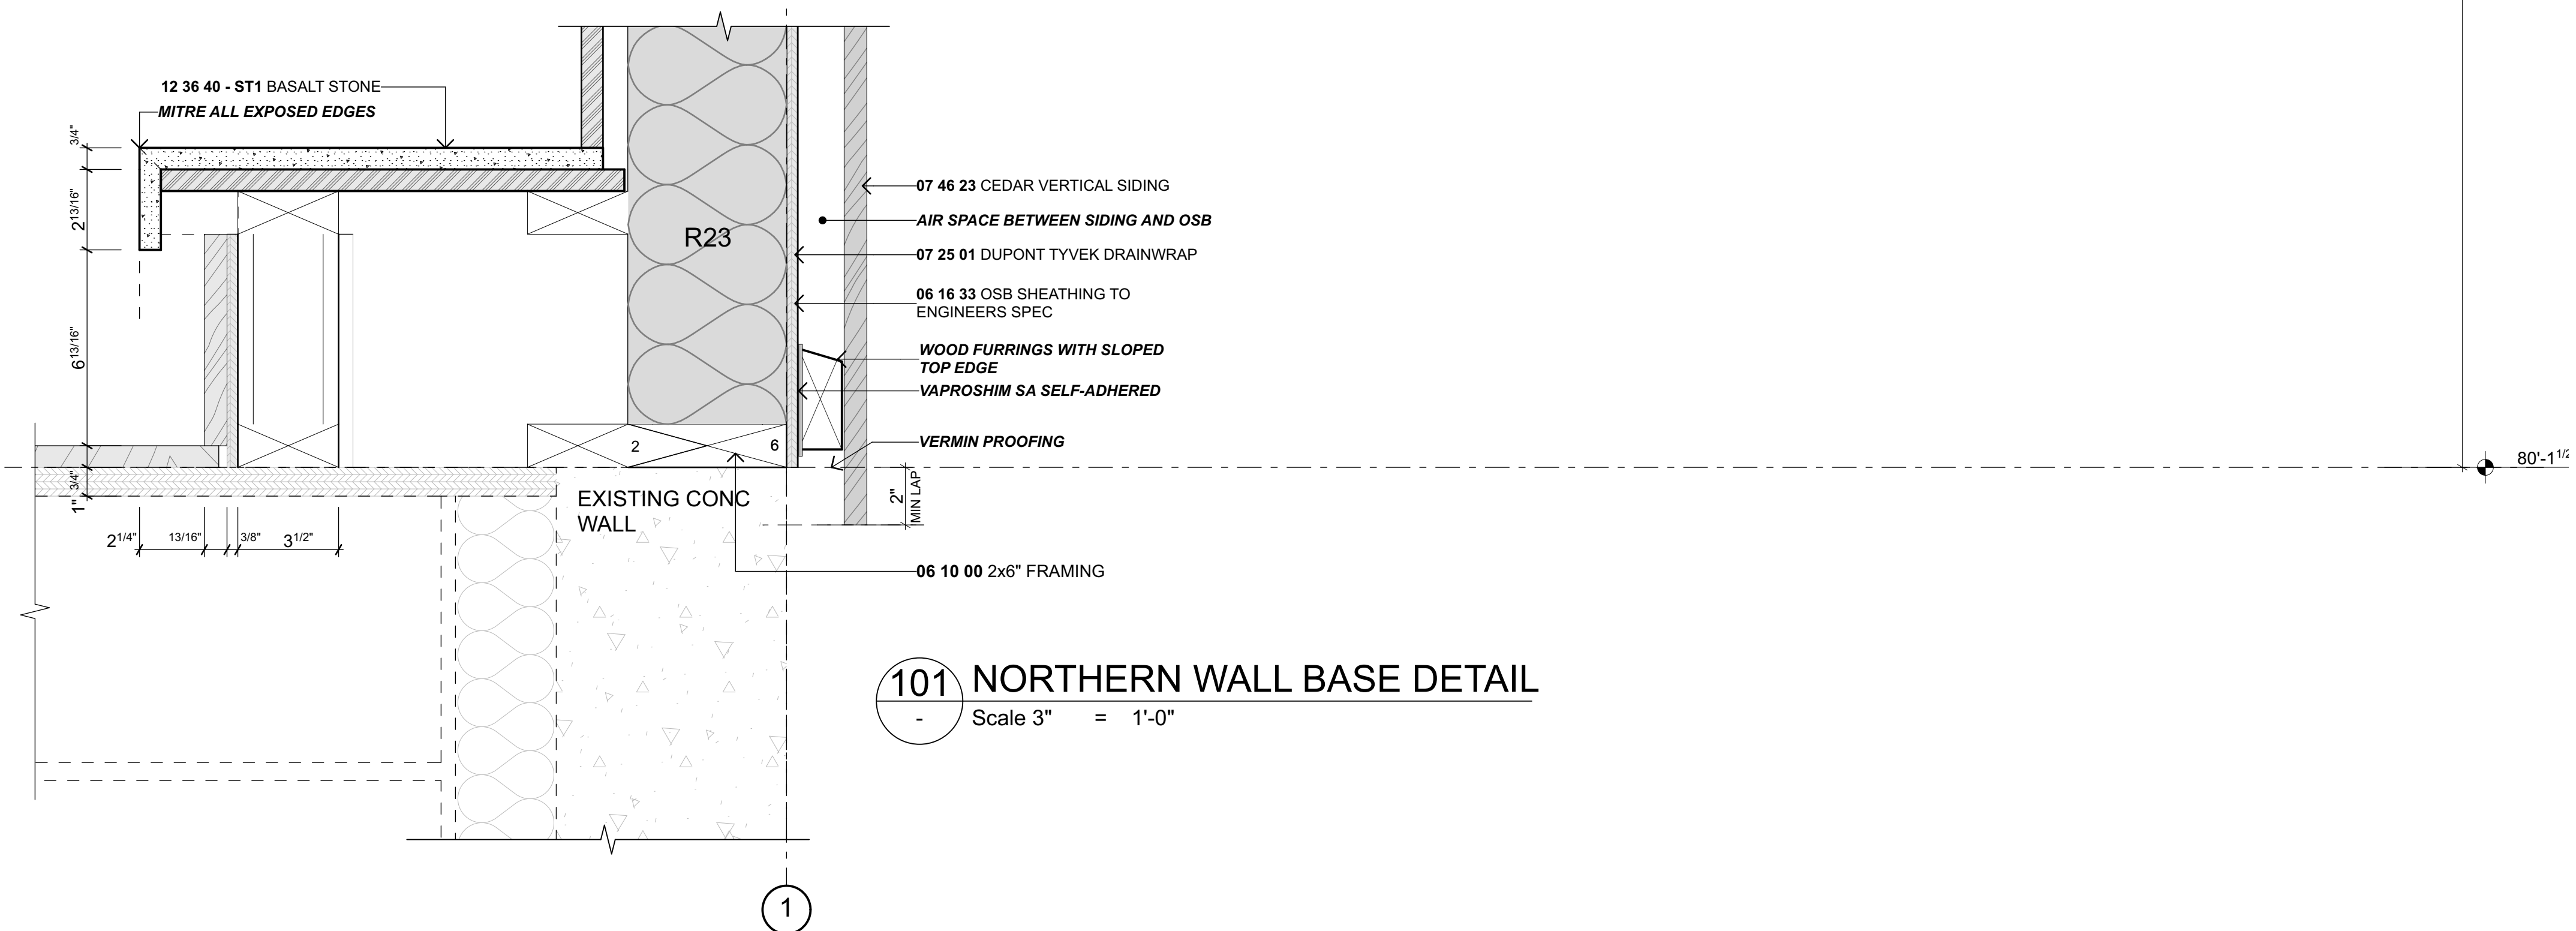 12 36 40 - ST1 BASALT STONE
MITRE ALL EXPOSED EDGES
3/4"
2 13/16"
6 13/16"
3/4"
1"
R23
07 46 23 CEDAR VERTICAL SIDING
AIR SPACE BETWEEN SIDING AND OSB
07 25 01 DUPONT TYVEK DRAINWRAP
06 16 33 OSB SHEATHING TO
ENGINEERS SPEC
WOOD FURRINGS WITH SLOPED
TOP EDGE
VAPROSHIM SA SELF-ADHERED
VERMIN PROOFING
2 6
80'-1 1/2
EXISTING CONC
WALL
2"
MIN LAP
2 1/4" 13/16" 3/8" 3 1/2"
06 10 00 2x6" FRAMING
101 NORTHERN WALL BASE DETAIL
- Scale 3" = 1'-0"
1